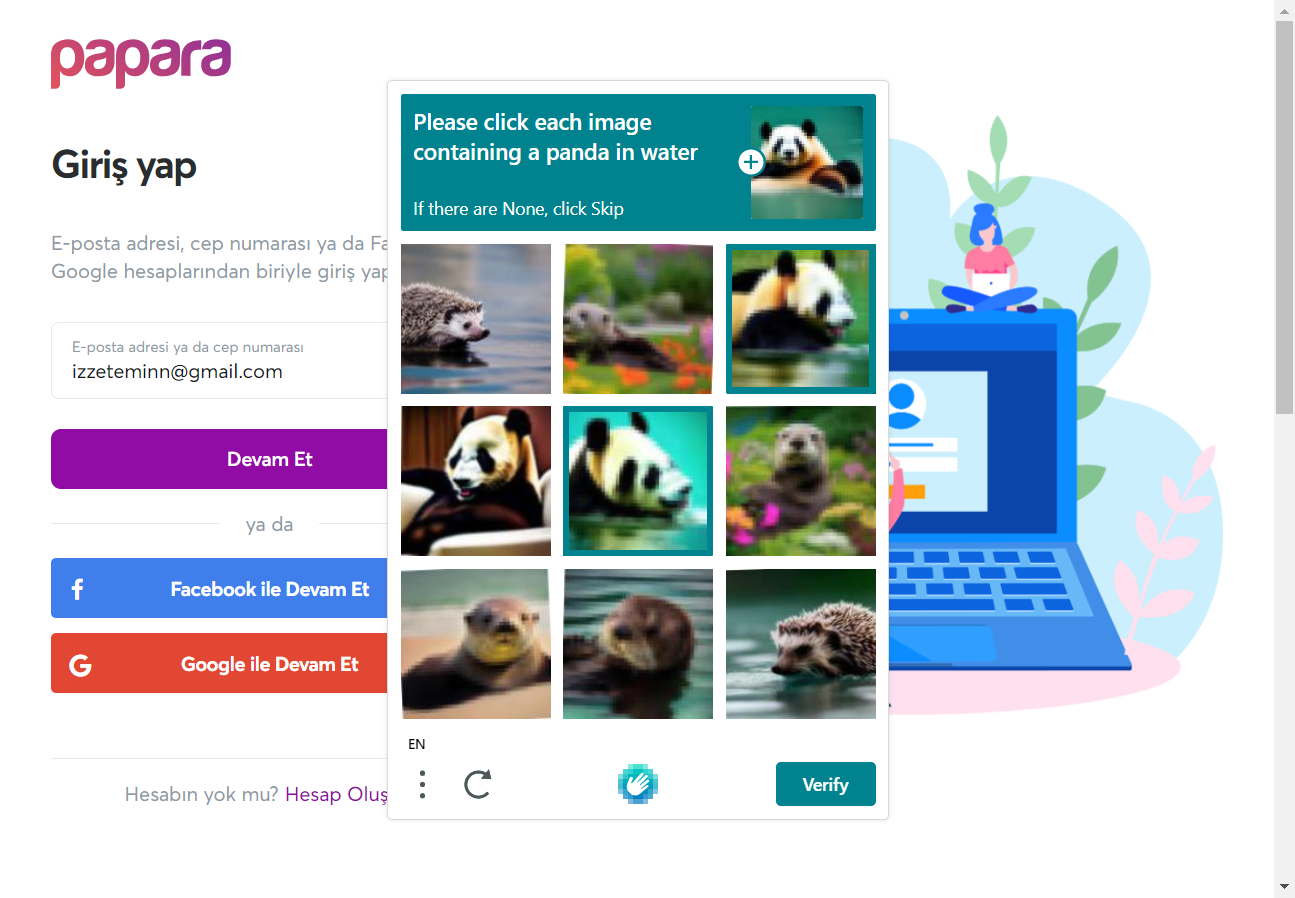 papara
Giriş yap
E-posta adresi, cep numarası ya da Fa
Google hesaplarından biriyle giriş yap
E-posta adresi ya da cep numarası
izzeteminn@gmail.com
Devam Et
ya da
Facebook ile Devam Et
Google ile Devam Et
Hesabın yok mu? Hesap Oluş
Please click each image
containing a panda in water
If there are None, click Skip
EN
Verify